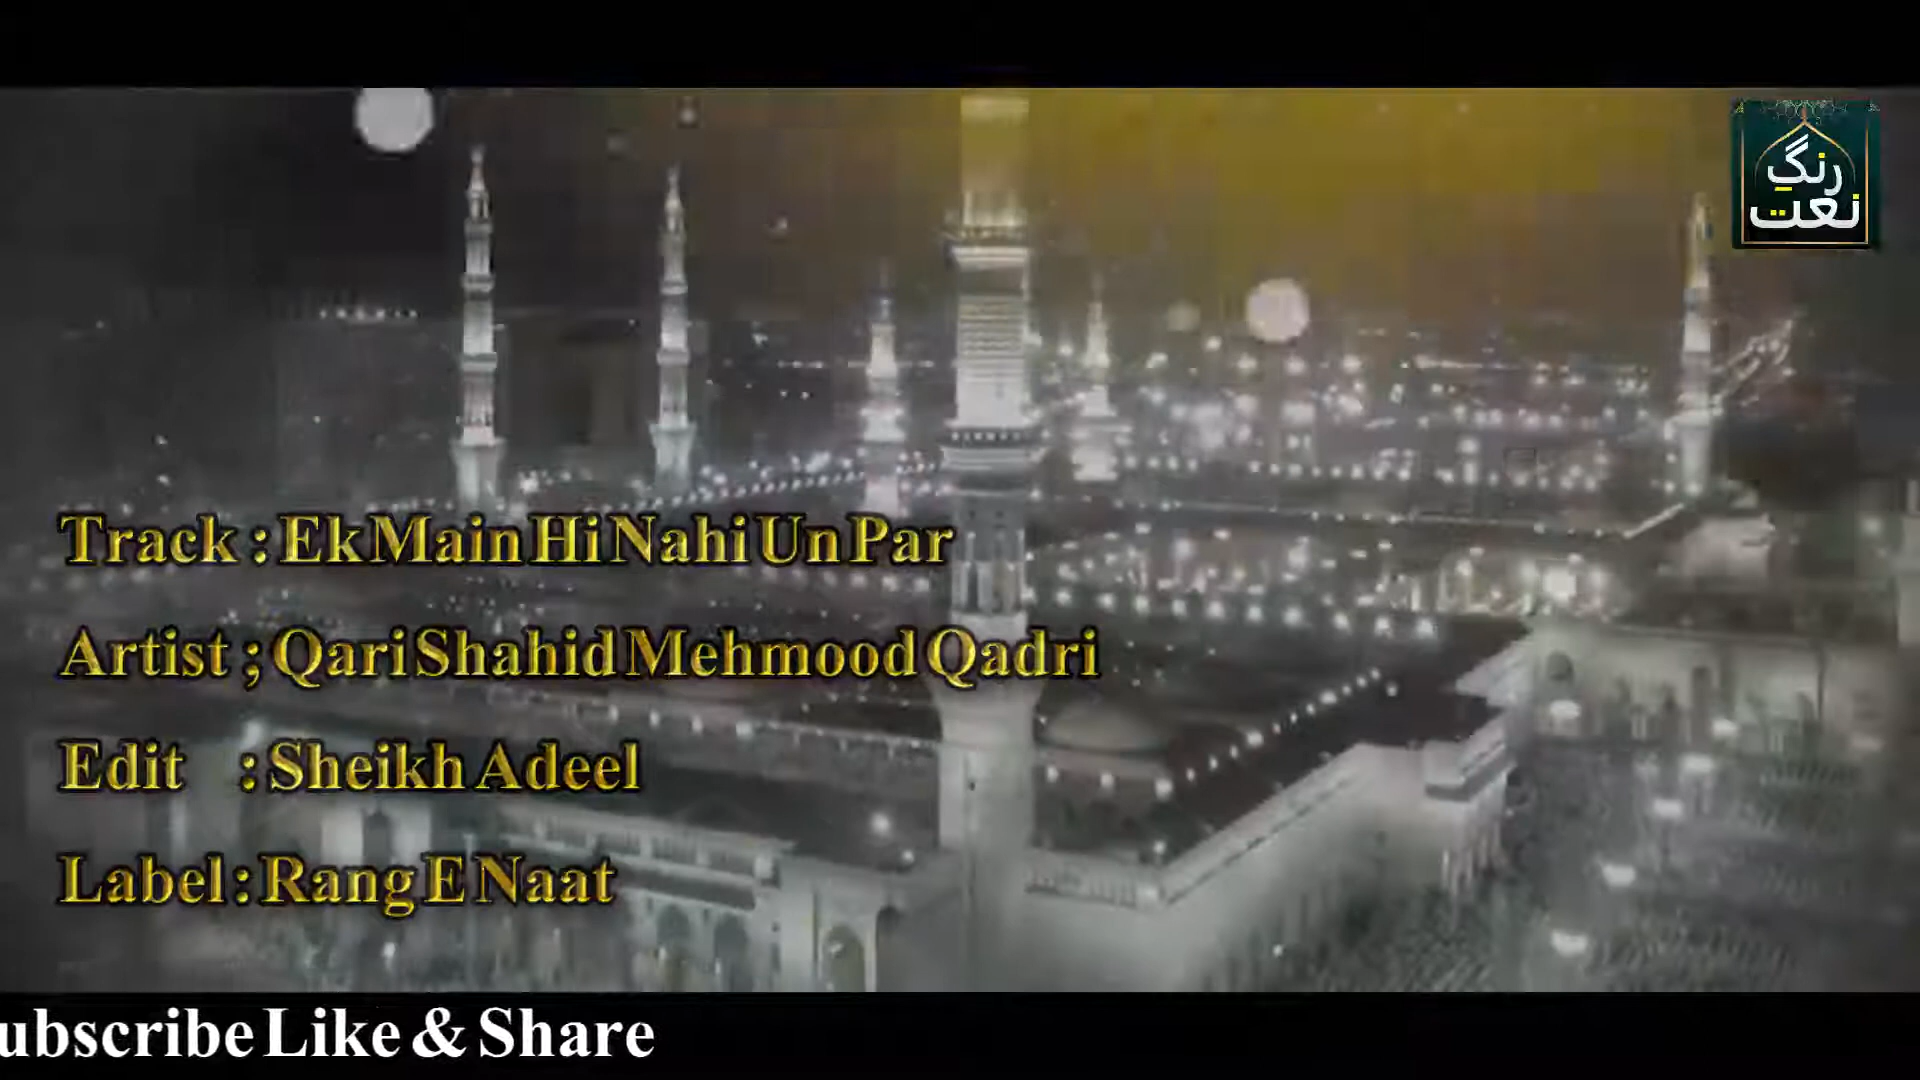 رنگِ
نعت
Track : Ek Main Hi Nahi Un Par
Artist ; Qari Shahid Mehmood Qadri
Edit : Sheikh Adeel
Label : Rang E Naat
ubscribe Like & Share